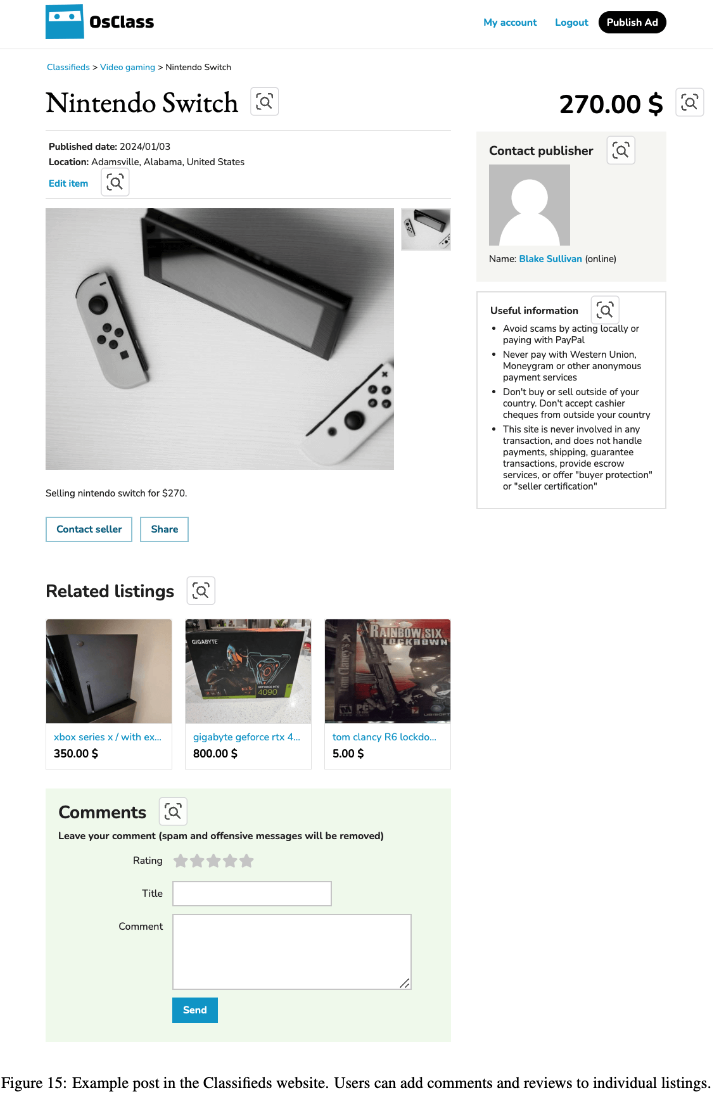 OsClass
My account Logout Publish Ad
Classifieds > Video gaming > Nintendo Switch
Nintendo Switch
270.00 $
Published date: 2024/01/03
Location: Adamsville, Alabama, United States
Edit item
Contact publisher
Name: Blake Sullivan (online)
Useful information
• Avoid scams by acting locally or
paying with PayPal
• Never pay with Western Union,
Moneygram or other anonymous
payment services
• Don't buy or sell outside of your
country. Don't accept cashier
cheques from outside your country
• This site is never involved in any
transaction, and does not handle
payments, shipping, guarantee
transactions, provide escrow
services, or offer "buyer protection"
or "seller certification"
Selling nintendo switch for $270.
Contact seller Share
Related listings
GIGABYTE
4090
Tom Clancy's
RAINBOW SIX
LOCKDOWN
PC
xbox series x / with ex...
350.00 $
gigabyte geforce rtx 4...
800.00 $
tom clancy R6 lockdo...
5.00 $
Comments
Leave your comment (spam and offensive messages will be removed)
Rating
Title
Comment
Send
Figure 15: Example post in the Classifieds website. Users can add comments and reviews to individual listings.